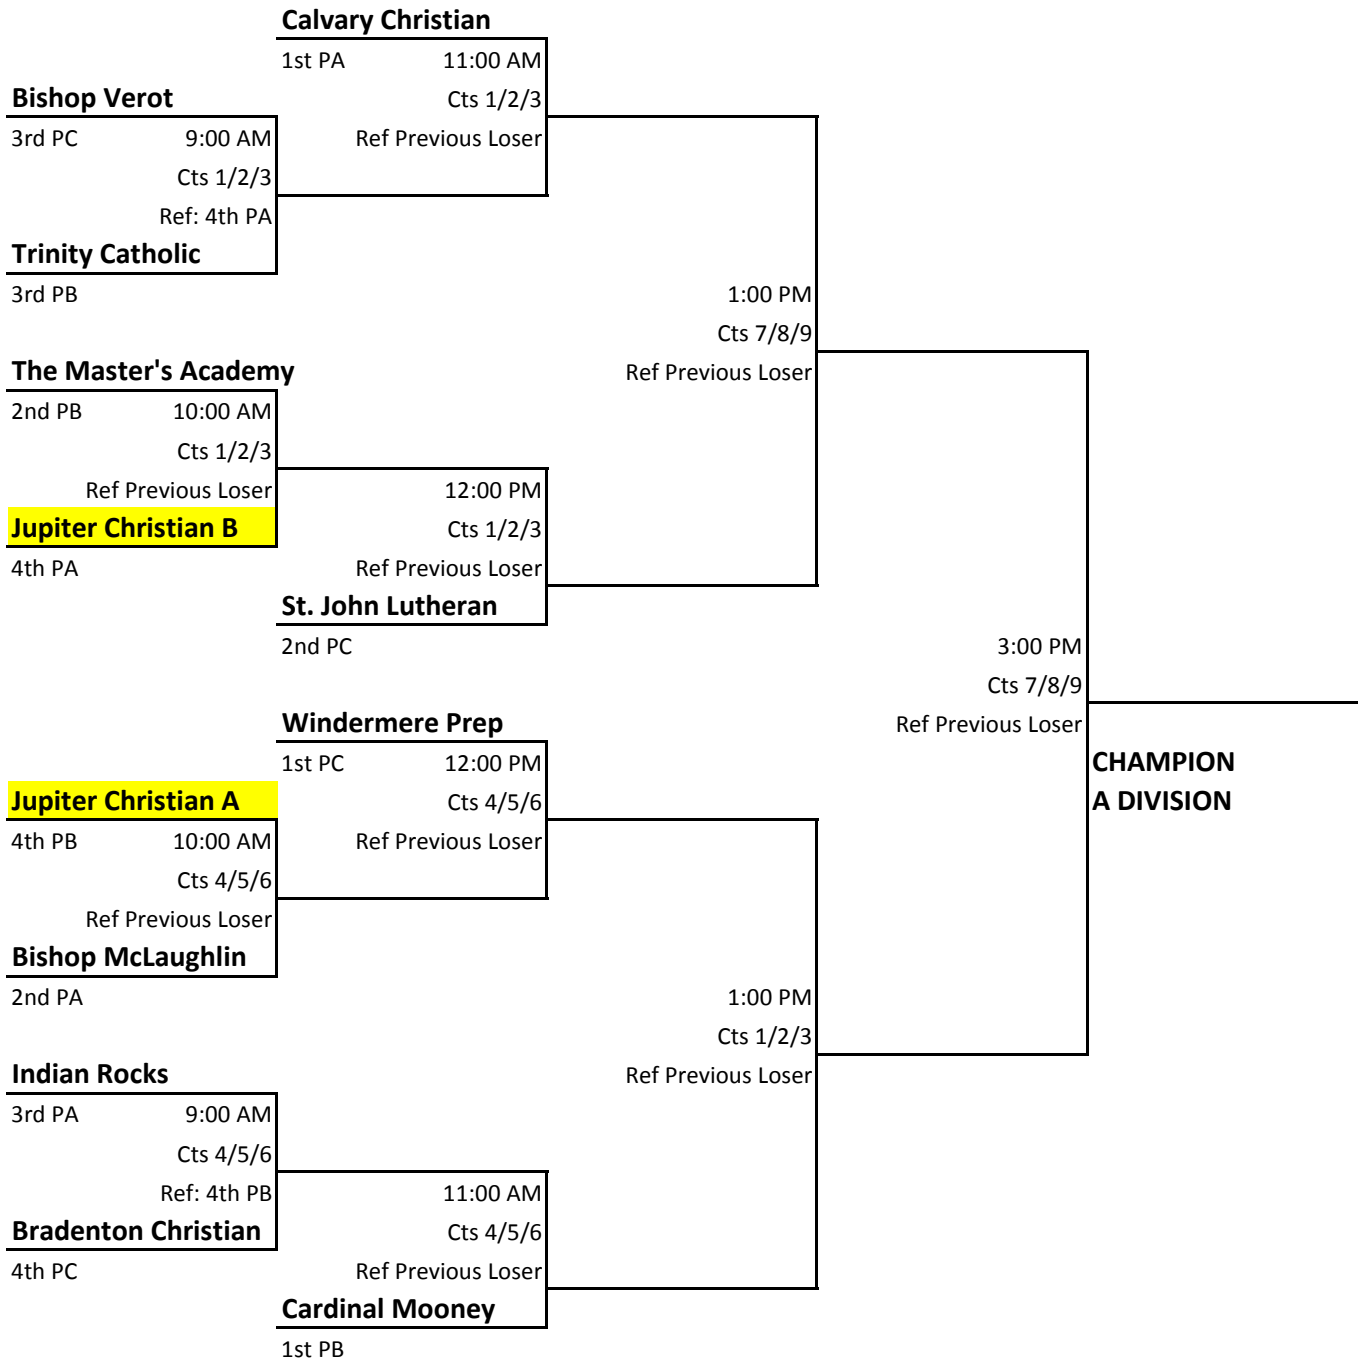 Calvary Christian
1st PA 11:00 AM
Bishop Verot Cts 1/2/3
3rd PC 9:00 AM Ref Previous Loser
Cts 1/2/3
Ref: 4th PA
Trinity Catholic
3rd PB 1:00 PM
Cts 7/8/9
The Master's Academy Ref Previous Loser
2nd PB 10:00 AM
Cts 1/2/3
Ref Previous Loser 12:00 PM
Jupiter Christian B Cts 1/2/3
4th PA Ref Previous Loser
St. John Lutheran
2nd PC 3:00 PM
Cts 7/8/9
Windermere Prep Ref Previous Loser
1st PC 12:00 PM CHAMPION
Jupiter Christian A Cts 4/5/6 A DIVISION
4th PB 10:00 AM Ref Previous Loser
Cts 4/5/6
Ref Previous Loser
Bishop McLaughlin
2nd PA 1:00 PM
Cts 1/2/3
Indian Rocks Ref Previous Loser
3rd PA 9:00 AM
Cts 4/5/6
Ref: 4th PB 11:00 AM
Bradenton Christian Cts 4/5/6
4th PC Ref Previous Loser
Cardinal Mooney
1st PB